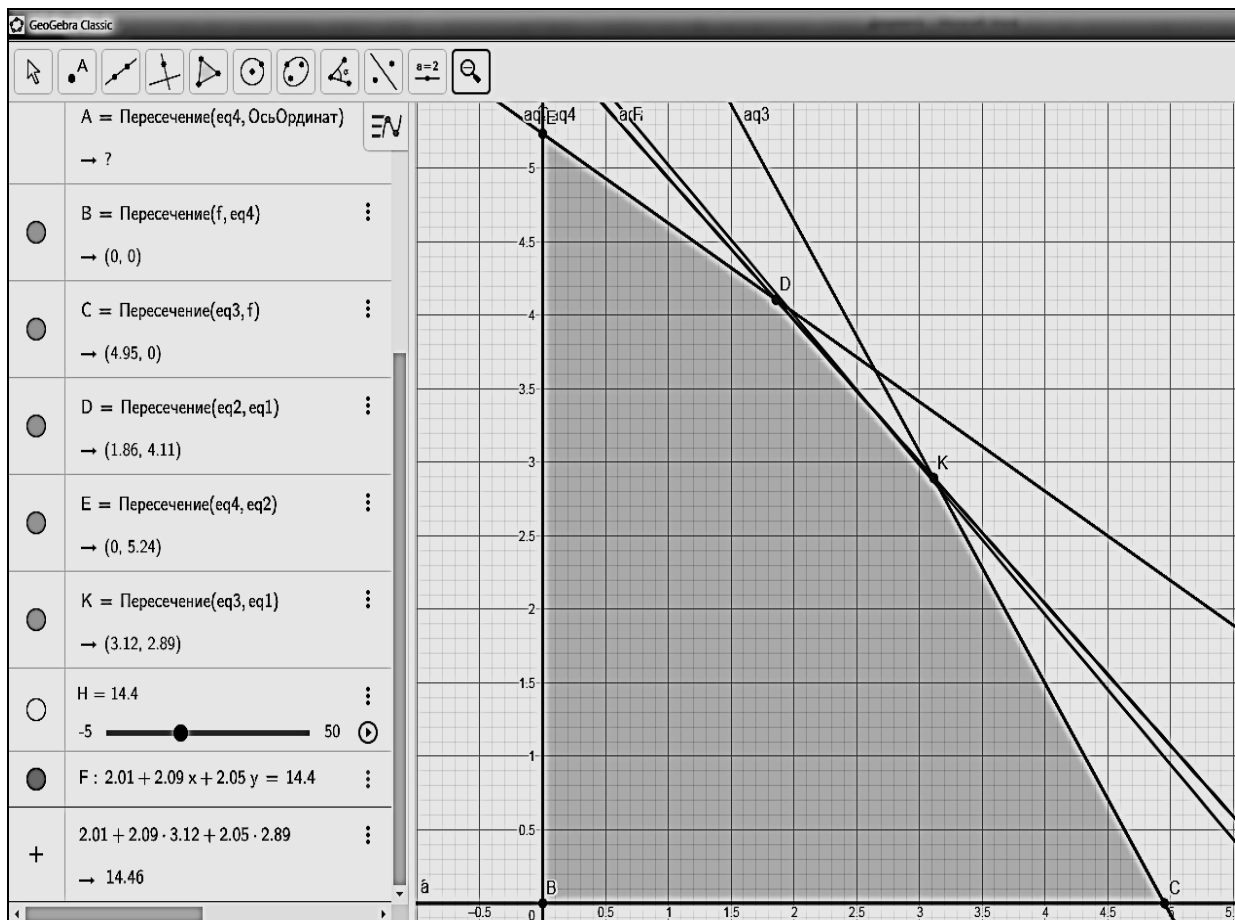 GeoGebra Classic
A
a=2
A = Пересечение(eq4, ОсьОрдинат)
→ ?
B = Пересечение(f, eq4)
→ (0, 0)
C = Пересечение(eq3, f)
→ (4.95, 0)
D = Пересечение(eq2, eq1)
→ (1.86, 4.11)
E = Пересечение(eq4, eq2)
→ (0, 5.24)
K = Пересечение(eq3, eq1)
→ (3.12, 2.89)
H = 14.4
-5
50
F : 2.01 + 2.09 x + 2.05 y = 14.4
+
2.01 + 2.09 · 3.12 + 2.05 · 2.89
→ 14.46
E
eq4
eq3
5
4.5
D
4
3.5
K
3
2.5
2
1.5
1
0.5
B
C
−0.5
0
0.5
1
1.5
2
2.5
3
3.5
4
4.5